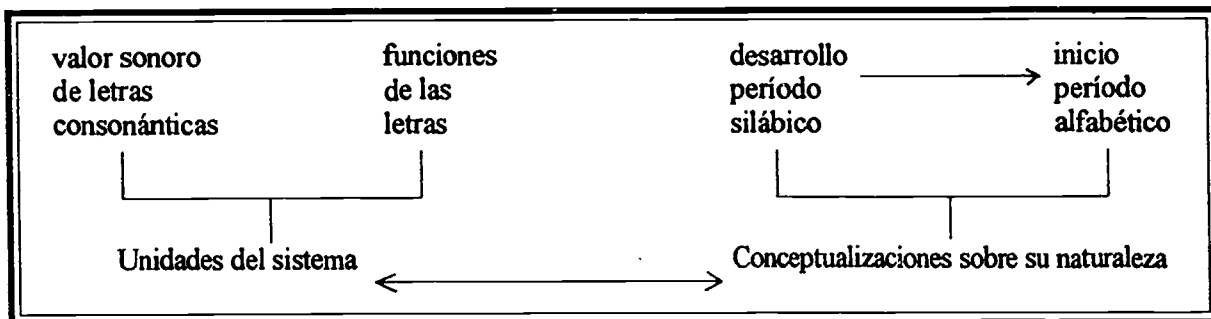 valor sonoro
de letras
consonánticas
funciones
de las
letras
desarrollo
período
silábico
inicio
período
alfabético
Unidades del sistema
Conceptualizaciones sobre su naturaleza